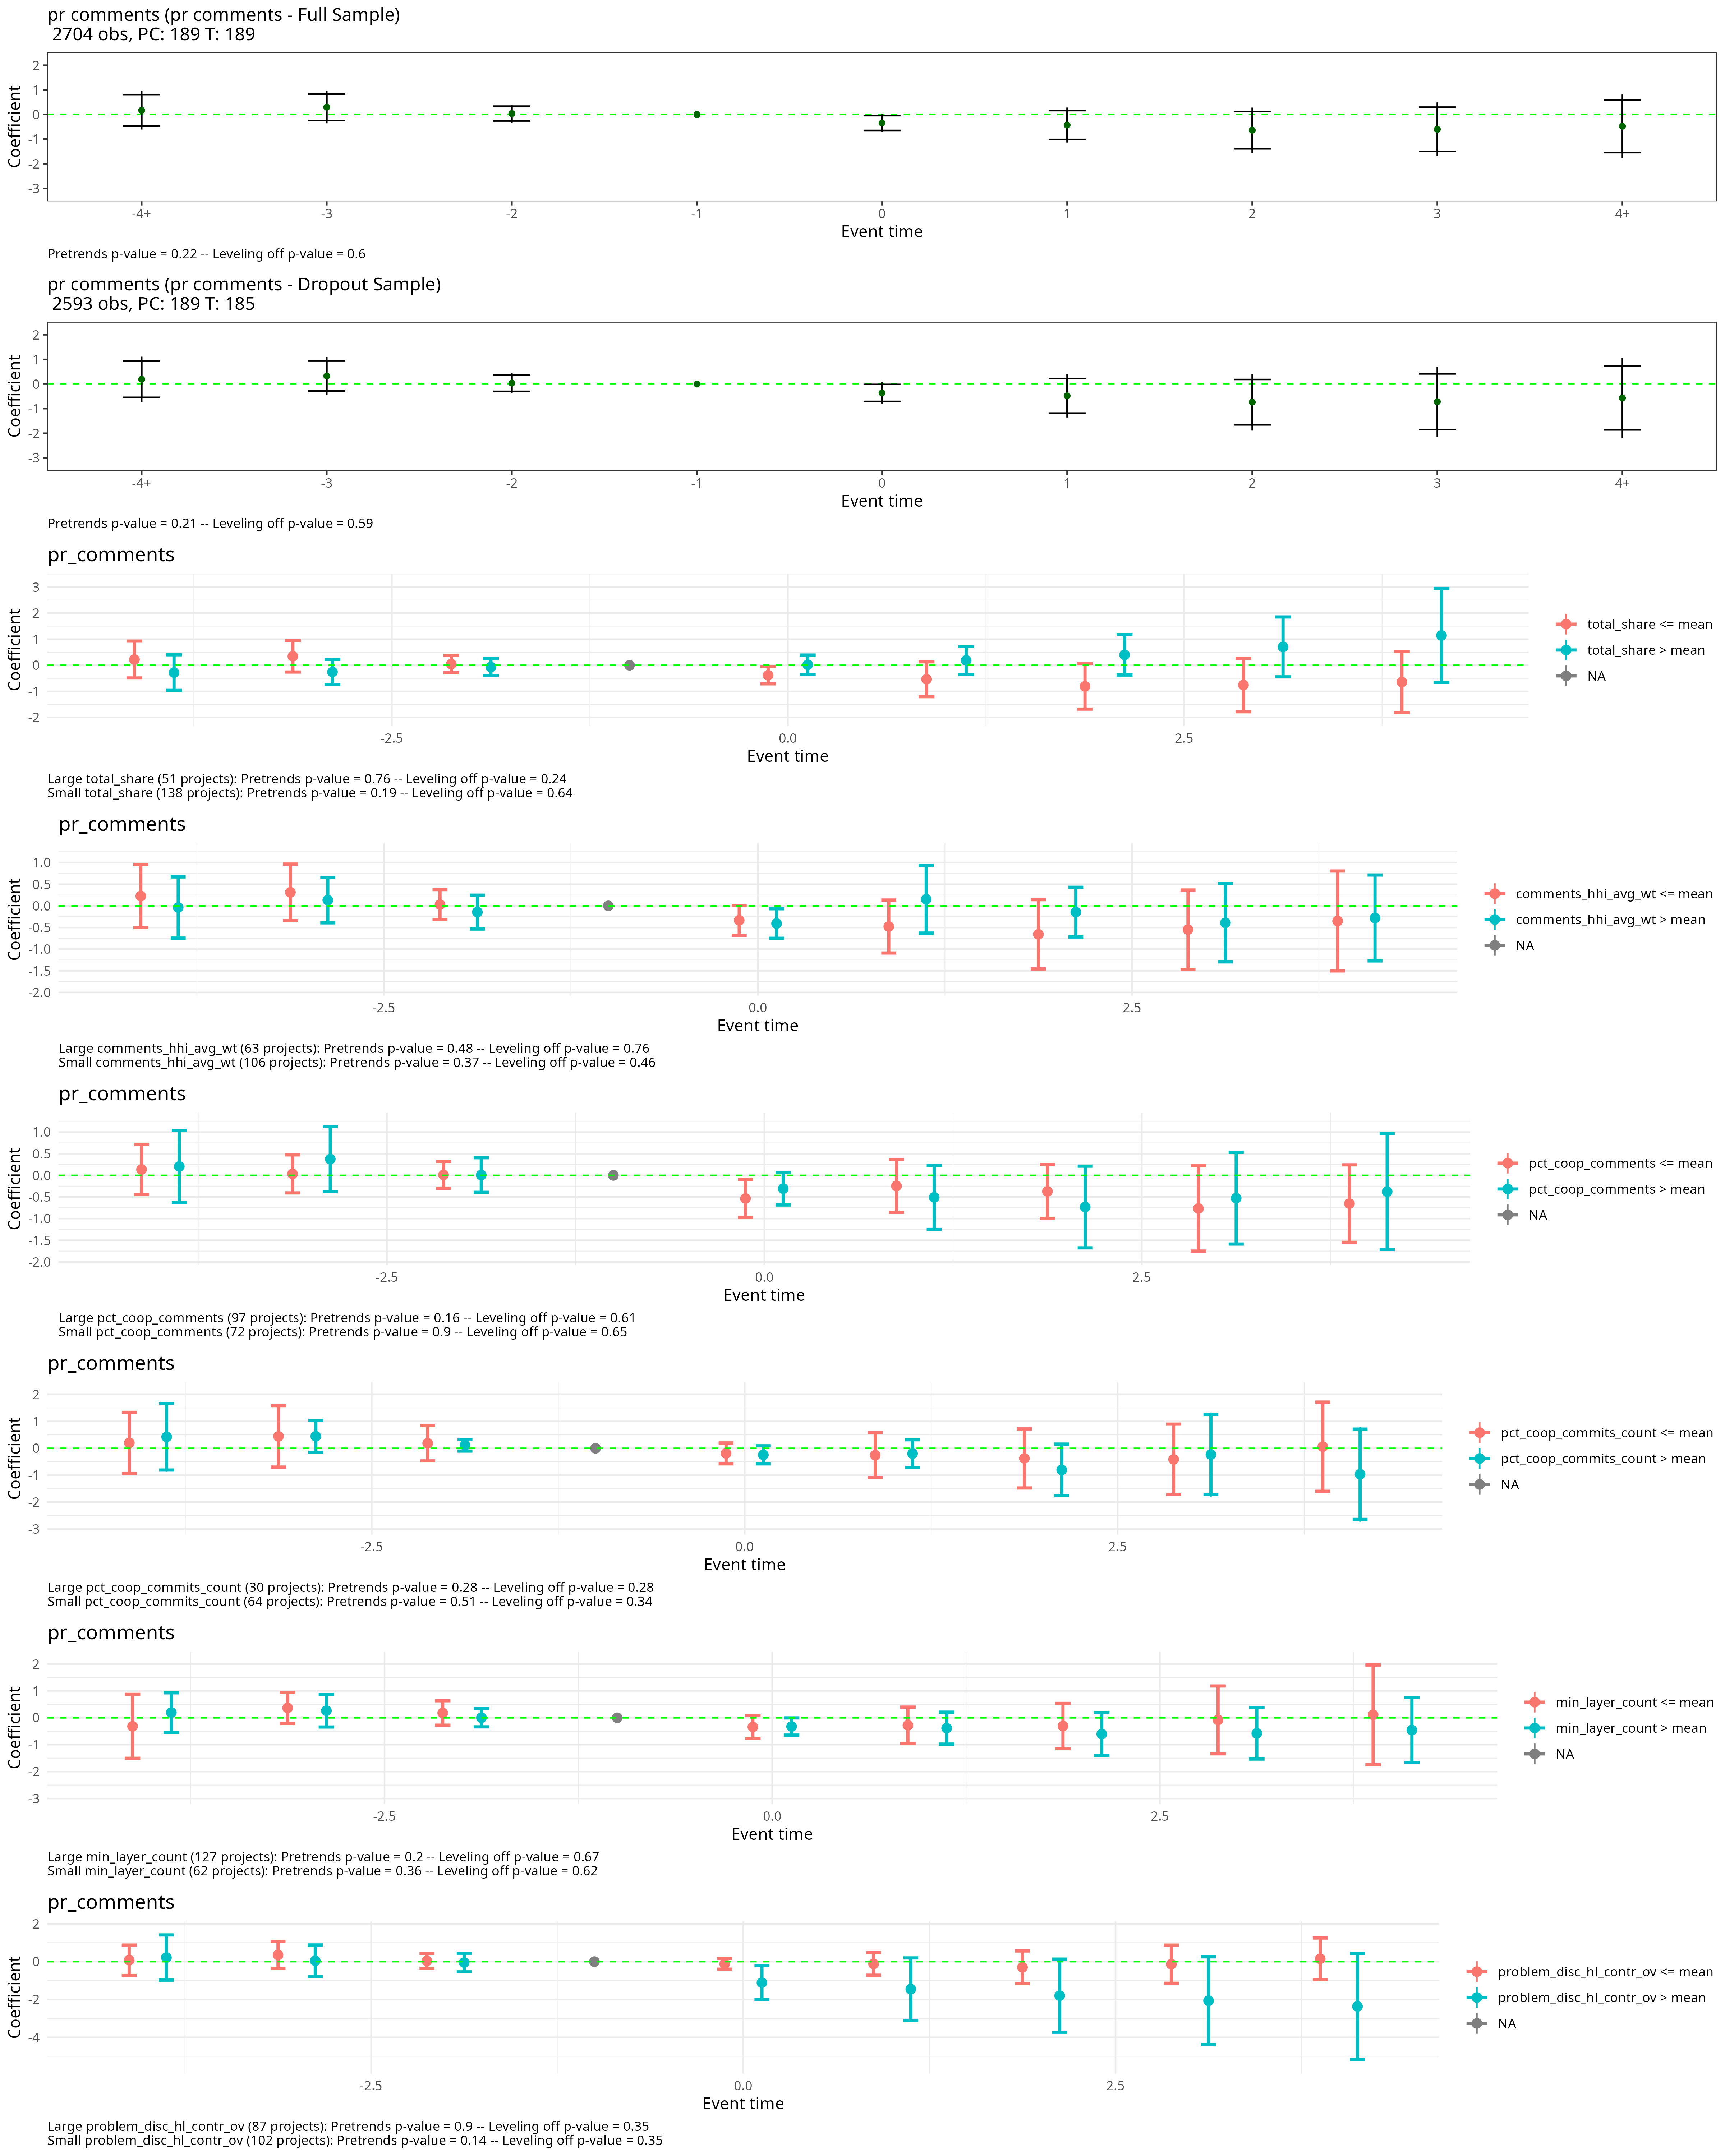 pr comments (pr comments - Full Sample)
2704 obs, PC: 189 T: 189
2
1
0
-1
-2
-3
Coefficient
-4+ -3 -2 -1 0 1 2 3 4+
Event time
Pretrends p-value = 0.22 -- Leveling off p-value = 0.6
pr comments (pr comments - Dropout Sample)
2593 obs, PC: 189 T: 185
2
1
0
-1
-2
-3
Coefficient
-4+ -3 -2 -1 0 1 2 3 4+
Event time
Pretrends p-value = 0.21 -- Leveling off p-value = 0.59
pr_comments
3
2
1
0
-1
-2
Coefficient
total_share <= mean
total_share > mean
NA
-2.5 0.0 2.5
Event time
Large total_share (51 projects): Pretrends p-value = 0.76 -- Leveling off p-value = 0.24
Small total_share (138 projects): Pretrends p-value = 0.19 -- Leveling off p-value = 0.64
pr_comments
1.0
0.5
0.0
-0.5
-1.0
-1.5
-2.0
Coefficient
comments_hhi_avg_wt <= mean
comments_hhi_avg_wt > mean
NA
-2.5 0.0 2.5
Event time
Large comments_hhi_avg_wt (63 projects): Pretrends p-value = 0.48 -- Leveling off p-value = 0.76
Small comments_hhi_avg_wt (106 projects): Pretrends p-value = 0.37 -- Leveling off p-value = 0.46
pr_comments
1.0
0.5
0.0
-0.5
-1.0
-1.5
-2.0
Coefficient
pct_coop_comments <= mean
pct_coop_comments > mean
NA
-2.5 0.0 2.5
Event time
Large pct_coop_comments (97 projects): Pretrends p-value = 0.16 -- Leveling off p-value = 0.61
Small pct_coop_comments (72 projects): Pretrends p-value = 0.9 -- Leveling off p-value = 0.65
pr_comments
2
1
0
-1
-2
-3
Coefficient
pct_coop_commits_count <= mean
pct_coop_commits_count > mean
NA
-2.5 0.0 2.5
Event time
Large pct_coop_commits_count (30 projects): Pretrends p-value = 0.28 -- Leveling off p-value = 0.28
Small pct_coop_commits_count (64 projects): Pretrends p-value = 0.51 -- Leveling off p-value = 0.34
pr_comments
2
1
0
-1
-2
-3
Coefficient
min_layer_count <= mean
min_layer_count > mean
NA
-2.5 0.0 2.5
Event time
Large min_layer_count (127 projects): Pretrends p-value = 0.2 -- Leveling off p-value = 0.67
Small min_layer_count (62 projects): Pretrends p-value = 0.36 -- Leveling off p-value = 0.62
pr_comments
2
0
-2
-4
Coefficient
problem_disc_hl_contr_ov <= mean
problem_disc_hl_contr_ov > mean
NA
-2.5 0.0 2.5
Event time
Large problem_disc_hl_contr_ov (87 projects): Pretrends p-value = 0.9 -- Leveling off p-value = 0.35
Small problem_disc_hl_contr_ov (102 projects): Pretrends p-value = 0.14 -- Leveling off p-value = 0.35